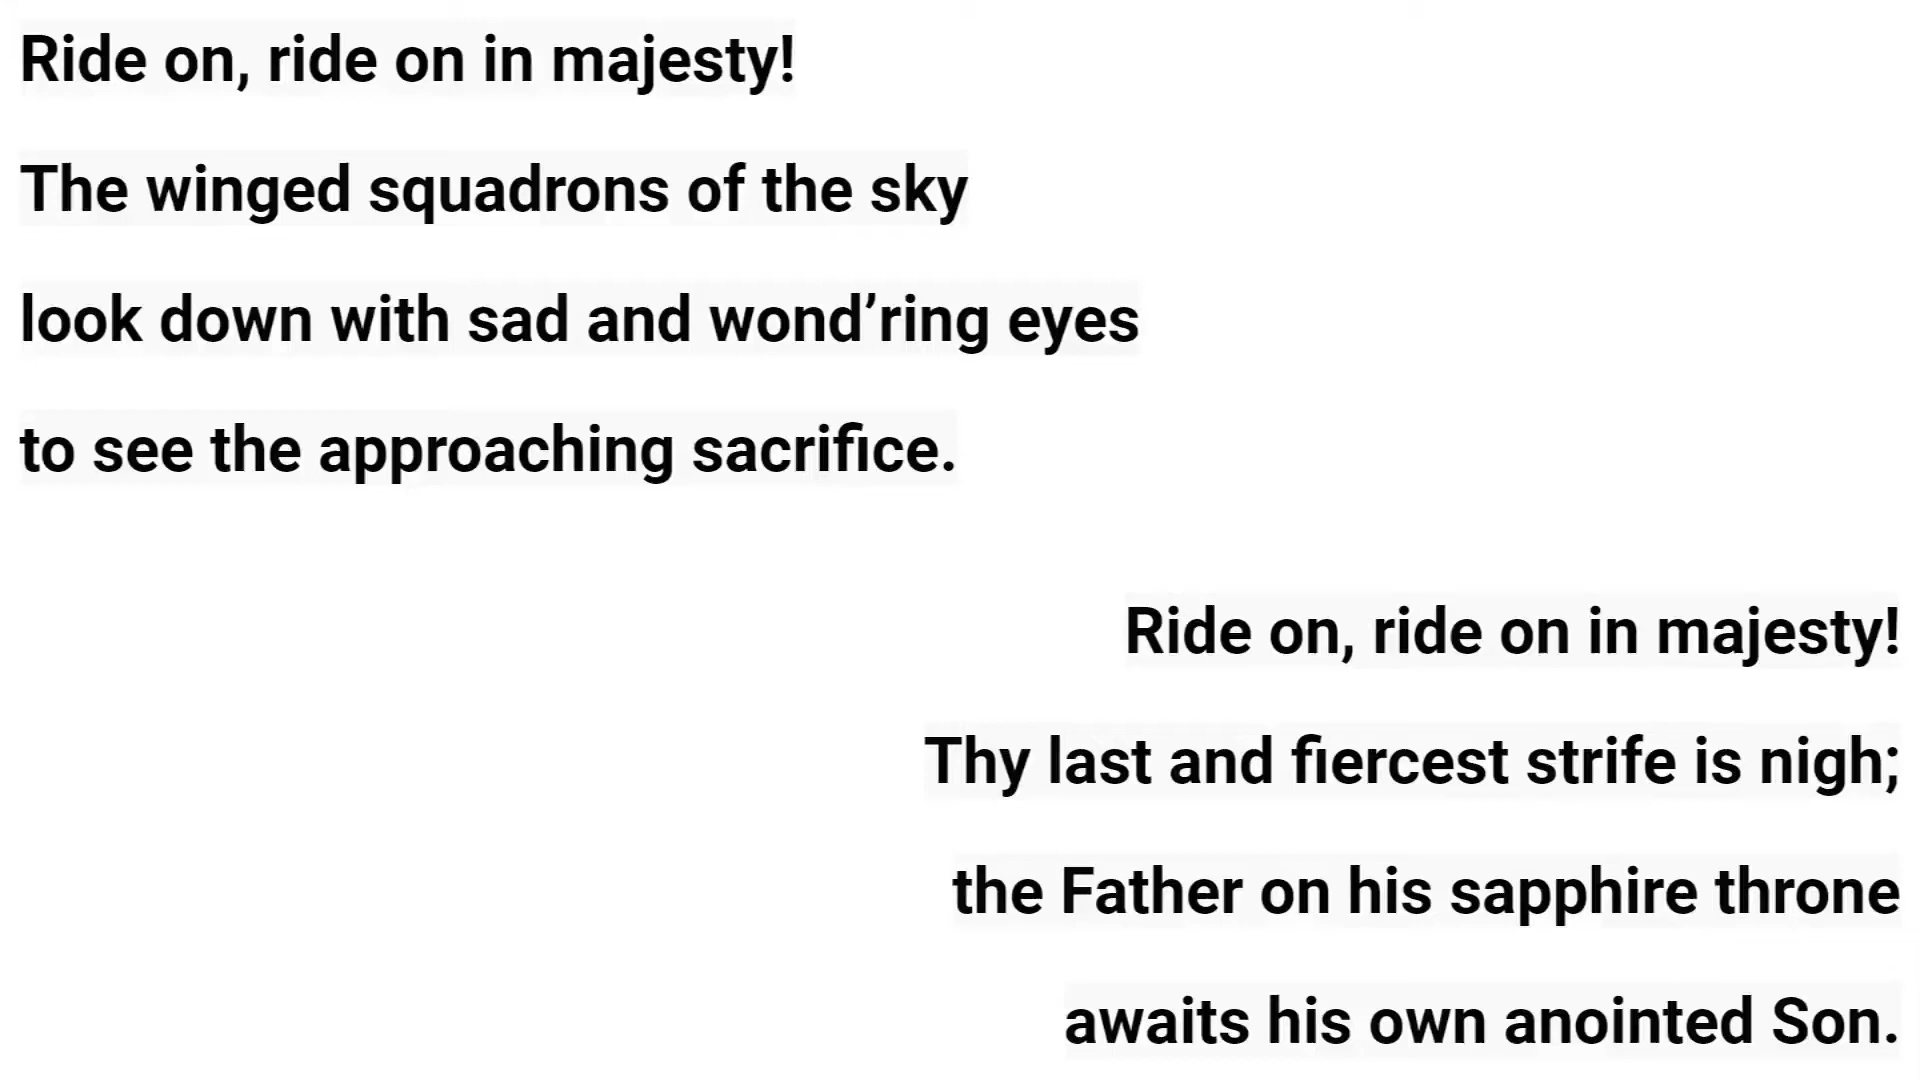 Ride on, ride on in majesty!
The winged squadrons of the sky
look down with sad and wond’ring eyes
to see the approaching sacrifice.
Ride on, ride on in majesty!
Thy last and fiercest strife is nigh;
the Father on his sapphire throne
awaits his own anointed Son.